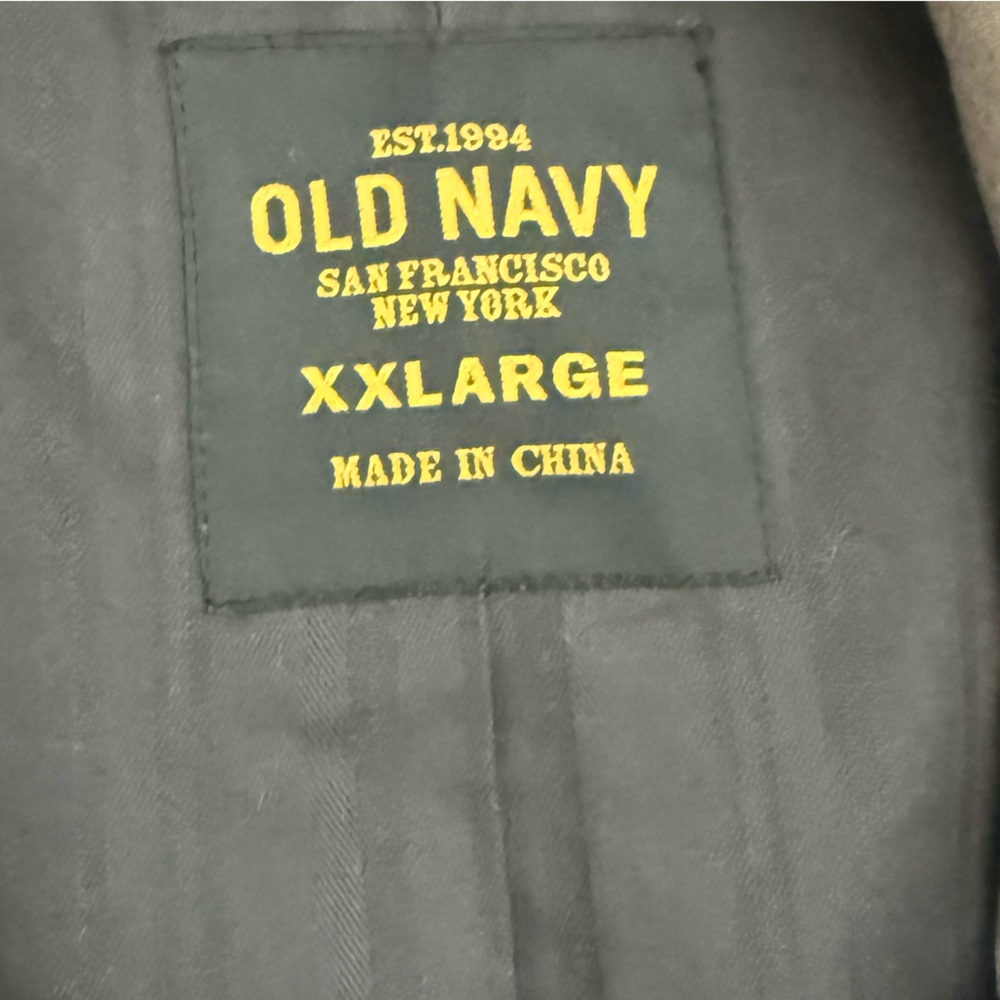 EST.1994
OLD NAVY
SAN FRANCISCO
NEW YORK
XXLARGE
MADE IN CHINA